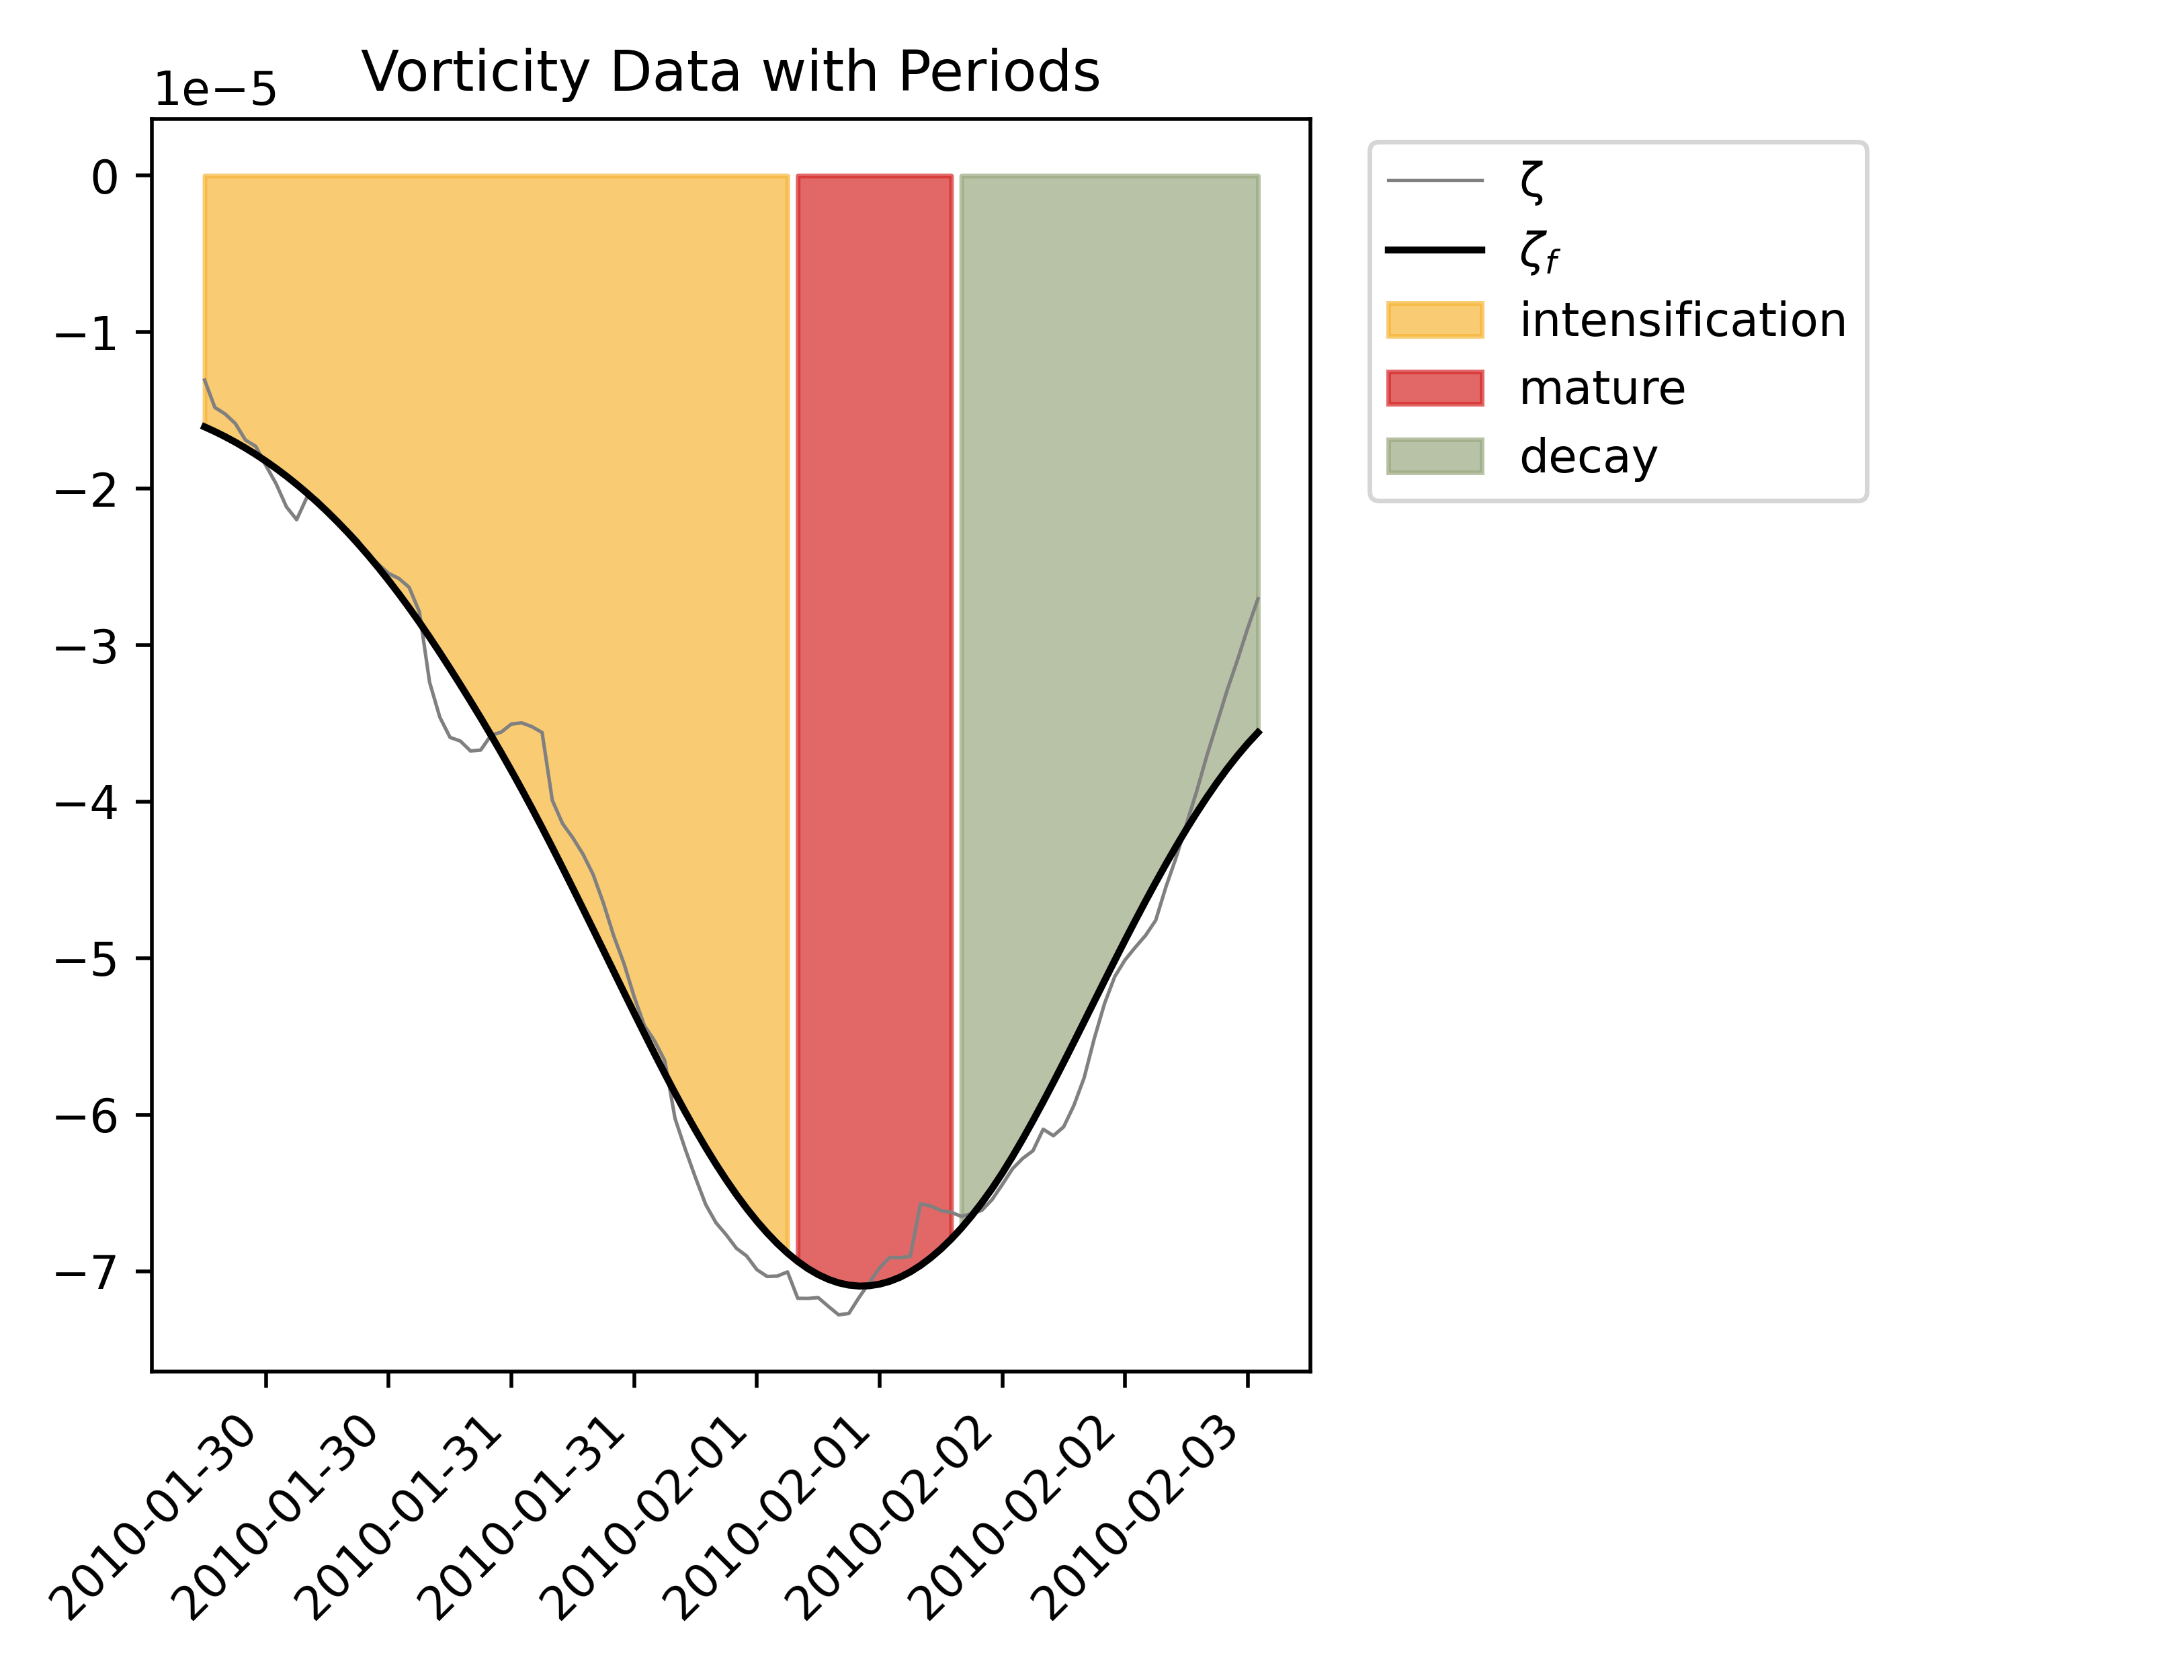 Vorticity Data with Periods
1e−5
0
−1
−2
−3
−4
−5
−6
−7
2010-01-30
2010-01-30
2010-01-31
2010-01-31
2010-02-01
2010-02-01
2010-02-02
2010-02-02
2010-02-03
ζ
ζf
intensification
mature
decay